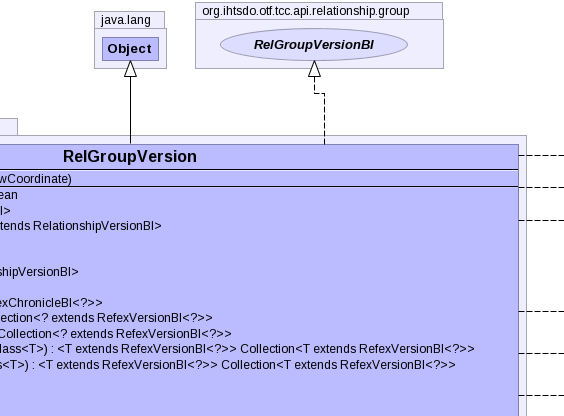 java.lang
org.ihtsdo.otf.tcc.api.relationship.group
Object
RelGroupVersionBI
RelGroupVersion
wCoordinate)
ean
I>
tends RelationshipVersionBI>
shipVersionBI>
exChronicleBI<?>>
lection<? extends RefexVersionBI<?>>
Collection<? extends RefexVersionBI<?>>
lass<T>) : <T extends RefexVersionBI<?>> Collection<T extends RefexVersionBI<?>>
s<T>) : <T extends RefexVersionBI<?>> Collection<T extends RefexVersionBI<?>>